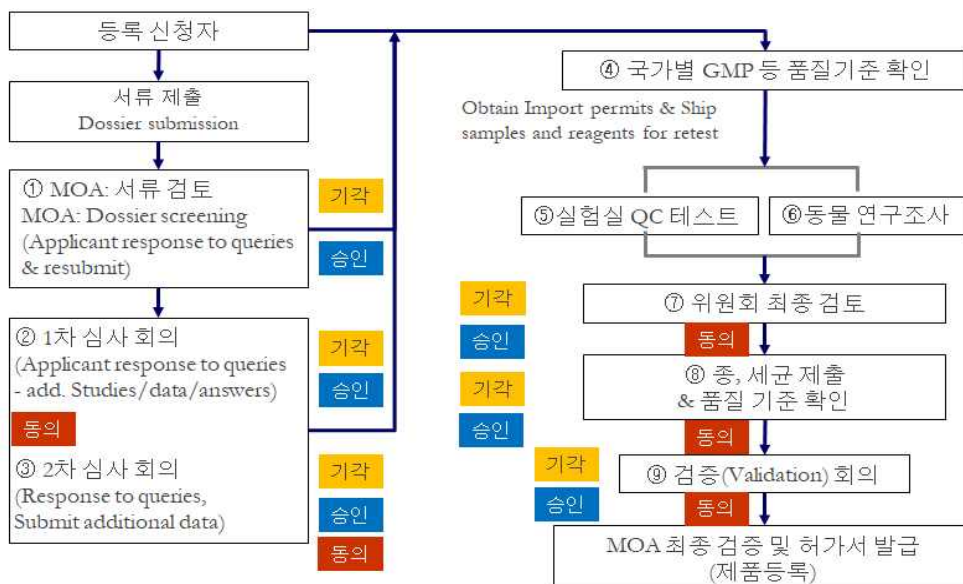 등록 신청자
서류 제출
Dossier submission
① MOA: 서류 검토
MOA: Dossier screening
(Applicant response to queries
& resubmit)
기각
승인
② 1차 심사 회의
(Applicant response to queries
- add. Studies/data/answers)
기각
승인
동의
③ 2차 심사 회의
(Response to queries,
Submit additional data)
기각
승인
동의
④ 국가별 GMP 등 품질기준 확인
Obtain Import permits & Ship
samples and reagents for retest
⑤실험실 QC 테스트
⑥동물 연구조사
⑦ 위원회 최종 검토
기각
승인
동의
⑧ 종, 세균 제출
& 품질 기준 확인
기각
승인
동의
⑨ 검증(Validation) 회의
기각
승인
동의
MOA 최종 검증 및 허가서 발급
(제품등록)